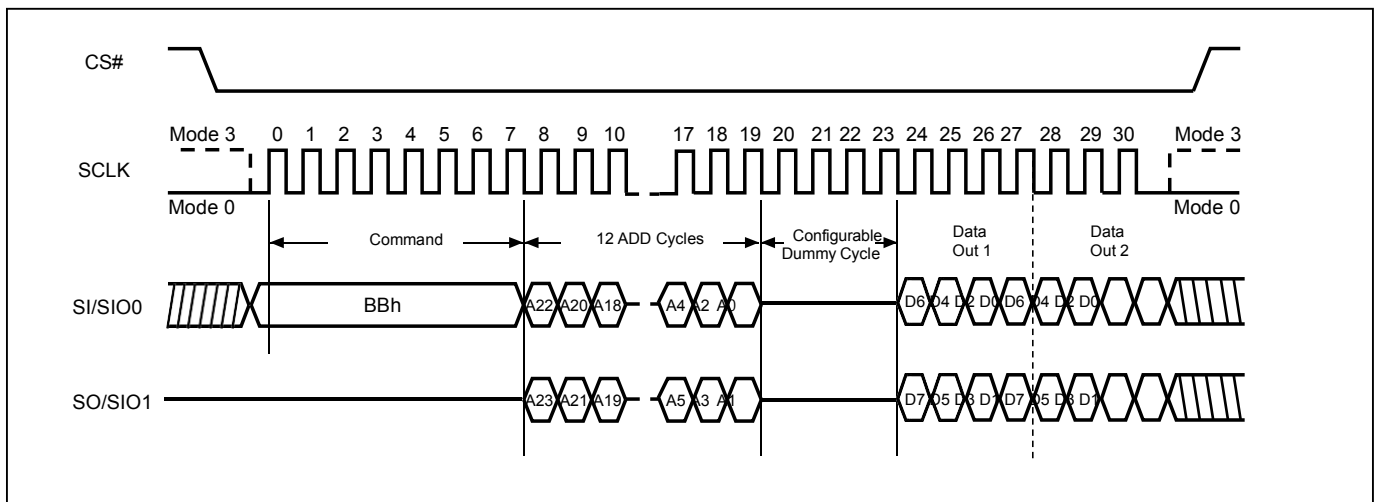 CS#
Mode 3 0 1 2 3 4 5 6 7 8 9 10 17 18 19 20 21 22 23 24 25 26 27 28 29 30 Mode 3
SCLK
Mode 0 Mode 0
Command 12 ADD Cycles Configurable Dummy Cycle Data Out 1 Data Out 2
SI/SIO0 BBh A22 A20 A18 A4 A2 A0 D6 D4 D2 D0 D6 D4 D2 D0
SO/SIO1 A23 A21 A19 A5 A3 A1 D7 D5 D3 D1 D7 D5 D3 D1